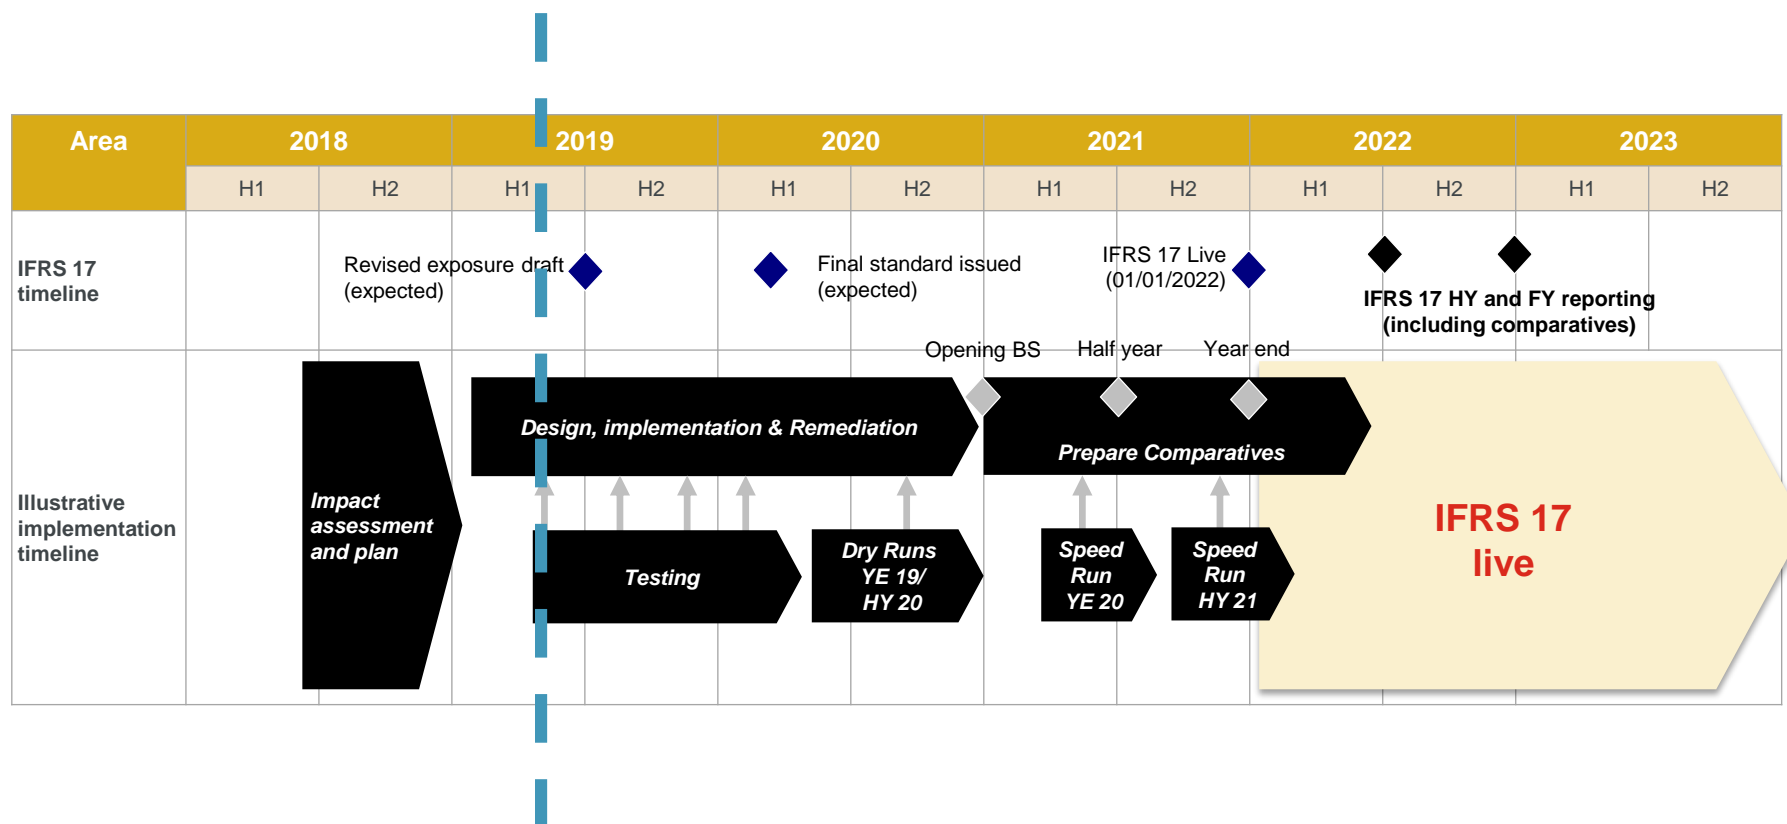 Area 2018 2019 2020 2021 2022 2023
H1 H2 H1 H2 H1 H2 H1 H2 H1 H2 H1 H2
IFRS 17
timeline
Revised exposure draft
(expected)
Final standard issued
(expected)
IFRS 17 Live
(01/01/2022)
IFRS 17 HY and FY reporting
(including comparatives)
Opening BS Half year Year end
Illustrative
implementation
timeline
Impact
assessment
and plan
Design, implementation & Remediation
Prepare Comparatives
Testing
Dry Runs
YE 19/
HY 20
Speed
Run
YE 20
Speed
Run
HY 21
IFRS 17
live